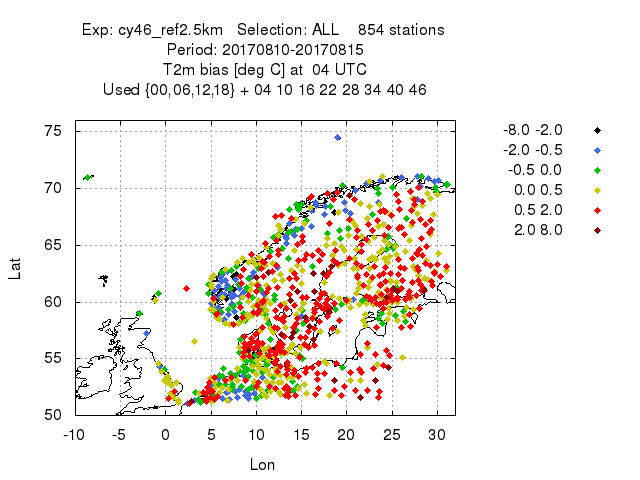 Exp: cy46_ref2.5km Selection: ALL 854 stations
Period: 20170810-20170815
T2m bias [deg C] at 04 UTC
Used {00,06,12,18} + 04 10 16 22 28 34 40 46
75
70
65
60
55
50
Lat
-10 -5 0 5 10 15 20 25 30
Lon
-8.0 -2.0
-2.0 -0.5
-0.5 0.0
0.0 0.5
0.5 2.0
2.0 8.0